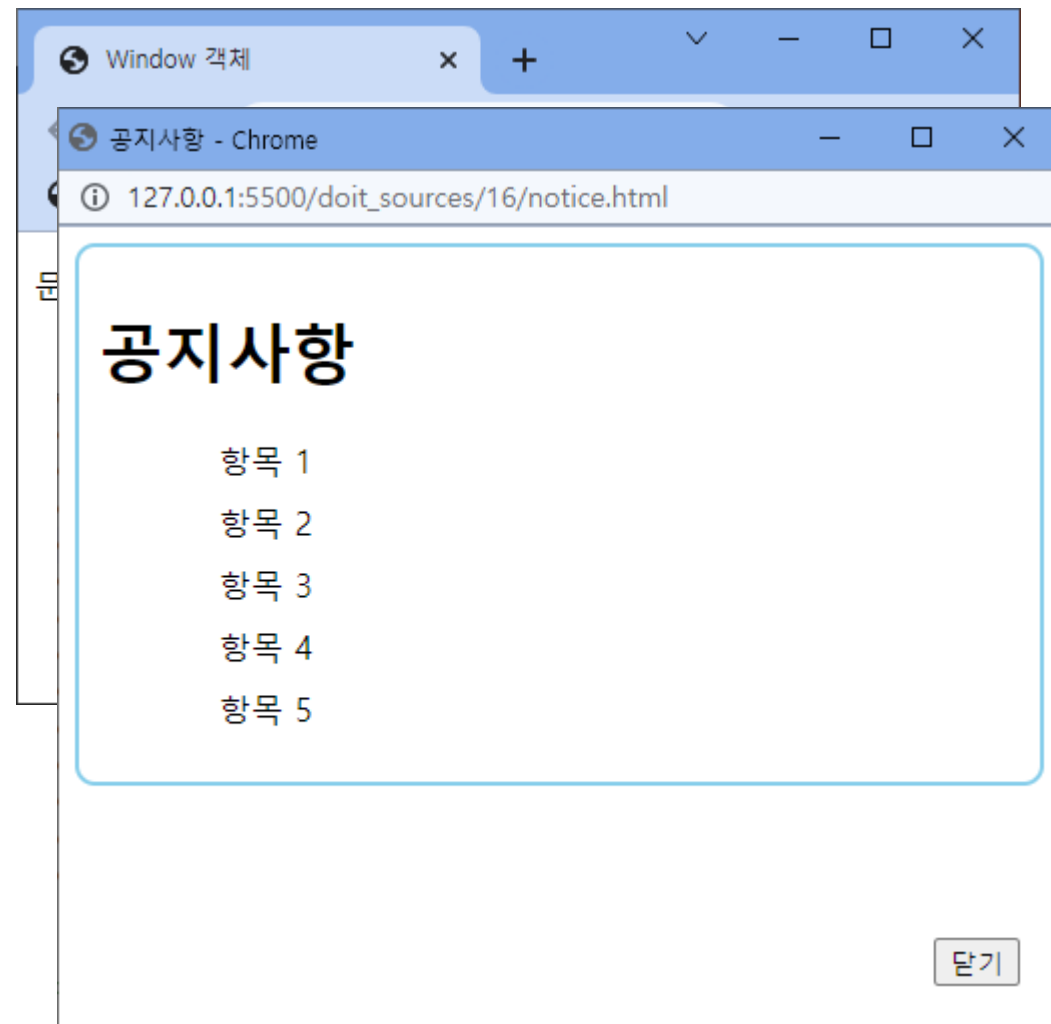 Window 객체
공지사항 - Chrome
127.0.0.1:5500/doit_sources/16/notice.html
공지사항
항목 1
항목 2
항목 3
항목 4
항목 5
닫기